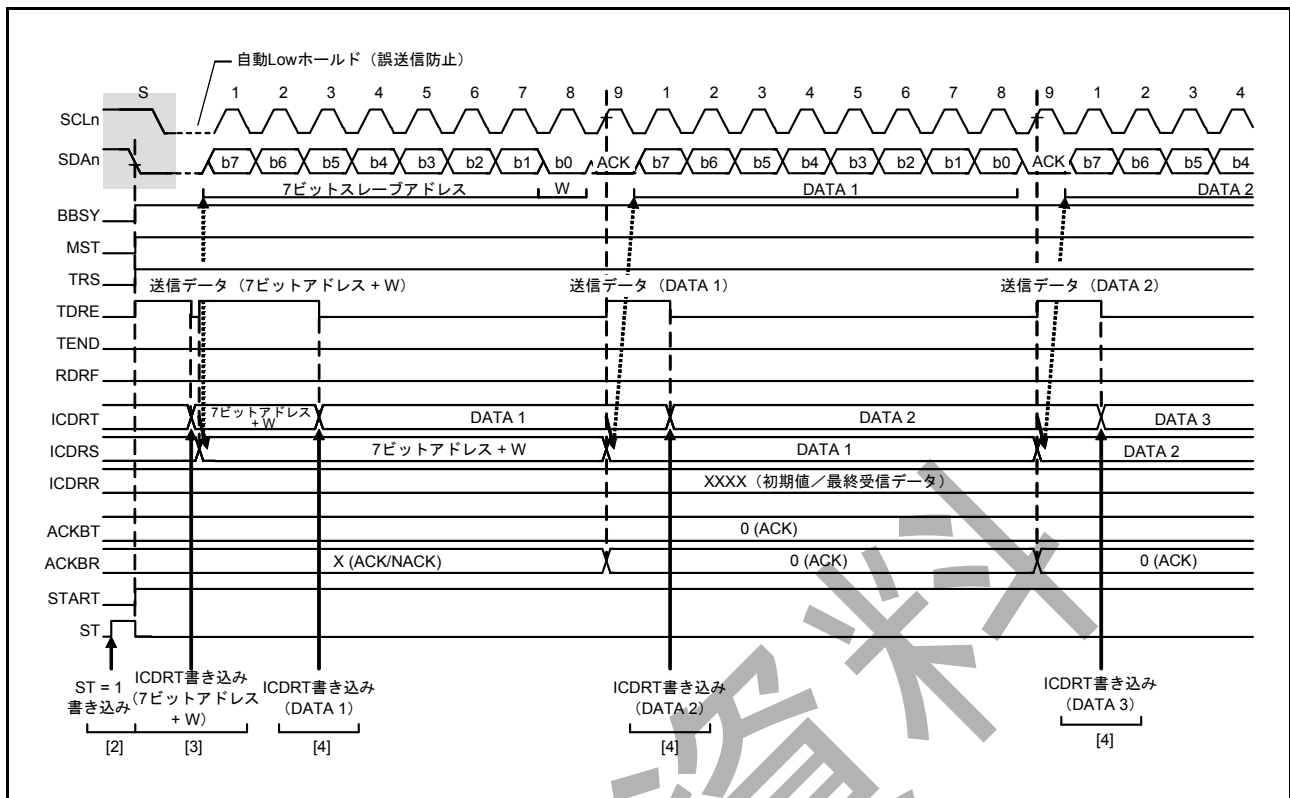 自動Lowホールド（誤送信防止）
S 1 2 3 4 5 6 7 8 9 1 2 3 4 5 6 7 8 9 1 2 3 4
SCLn
SDAn b7 b6 b5 b4 b3 b2 b1 b0 ACK b7 b6 b5 b4 b3 b2 b1 b0 ACK b7 b6 b5 b4
7ビットスレーブアドレス W DATA 1 DATA 2
BBSY
MST
TRS
送信データ（7ビットアドレス + W） 送信データ（DATA 1） 送信データ（DATA 2）
TDRE
TEND
RDRF
ICDRT 7ビットアドレス + W DATA 1 DATA 2 DATA 3
ICDRS 7ビットアドレス + W DATA 1 DATA 2
ICDRR XXXX（初期値／最終受信データ）
ACKBT 0 (ACK)
ACKBR X (ACK/NACK) 0 (ACK) 0 (ACK)
START
ST
ST = 1
書き込み
ICDRT書き込み
（7ビットアドレス
+ W）
ICDRT書き込み
（DATA 1）
ICDRT書き込み
（DATA 2）
ICDRT書き込み
（DATA 3）
[2] [3] [4] [4] [4]
資料